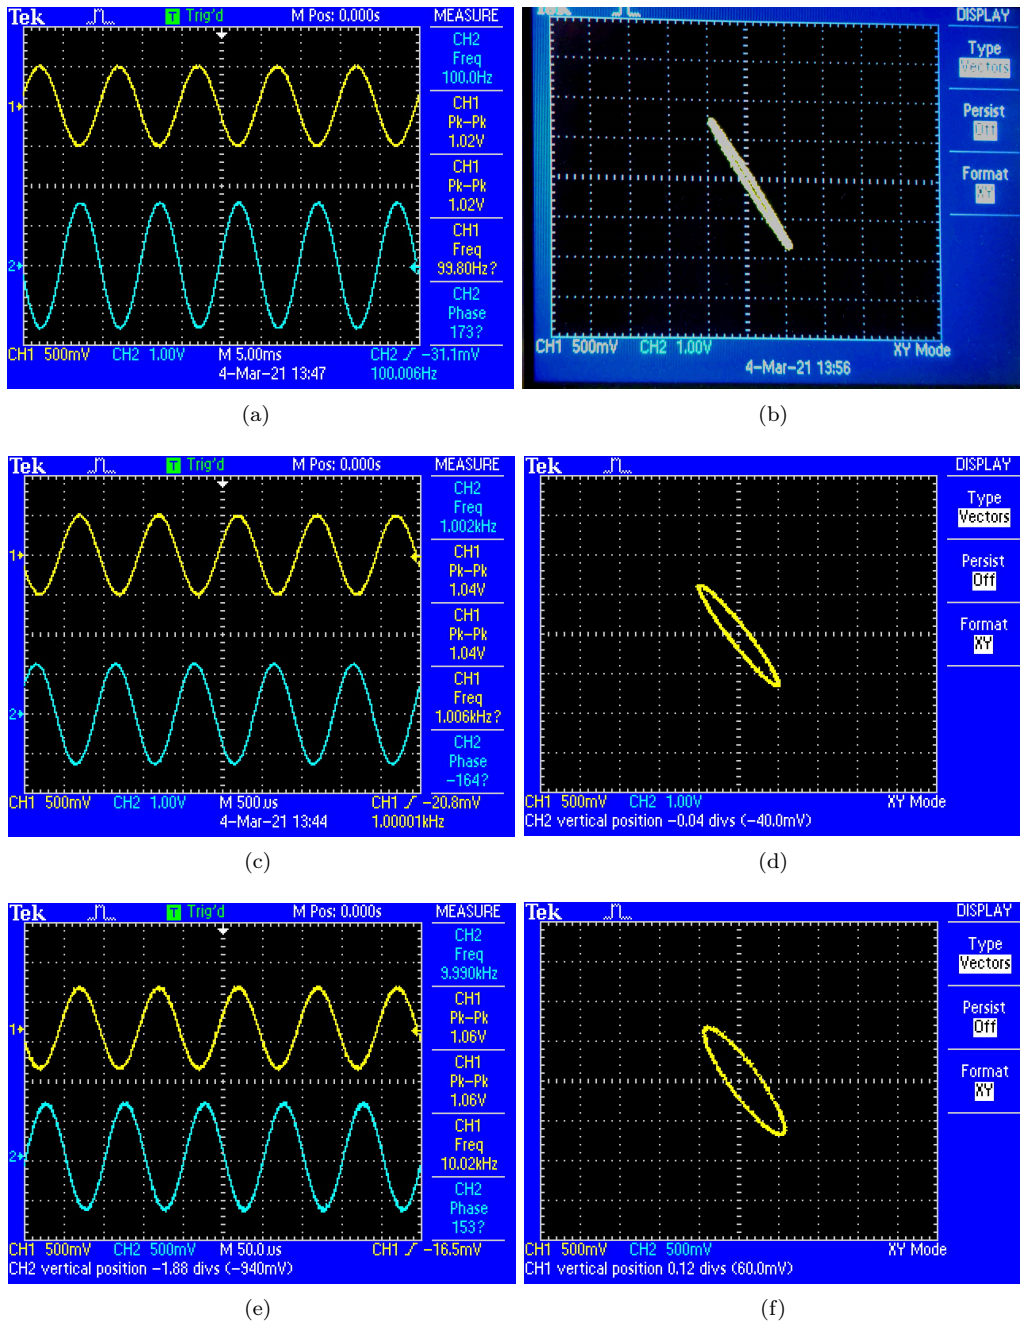 Tek T Trig'd M Pos: 0.000s MEASURE
CH2
Freq
100.0Hz
CH1
Pk-Pk
1.02V
CH1
Pk-Pk
1.02V
CH1
Freq
99.80Hz?
CH2
Phase
173?
1
2
CH1 500mV CH2 1.00V M 5.00ms CH2 -31.1mV
4-Mar-21 13:47 100.006Hz
(a)
Tek DISPLAY
Type
Vectors
Persist
Off
Format
XY
CH1 500mV CH2 1.00V XY Mode
4-Mar-21 13:56
(b)
Tek T Trig'd M Pos: 0.000s MEASURE
CH2
Freq
1.002kHz
CH1
Pk-Pk
1.04V
CH1
Pk-Pk
1.04V
CH1
Freq
1.006kHz?
CH2
Phase
-164?
1
2
CH1 500mV CH2 1.00V M 500µs CH1 -20.8mV
4-Mar-21 13:44 1.00001kHz
(c)
Tek DISPLAY
Type
Vectors
Persist
Off
Format
XY
CH1 500mV CH2 1.00V XY Mode
CH2 vertical position -0.04 divs (-40.0mV)
(d)
Tek T Trig'd M Pos: 0.000s MEASURE
CH2
Freq
9.990kHz
CH1
Pk-Pk
1.06V
CH1
Pk-Pk
1.06V
CH1
Freq
10.02kHz
CH2
Phase
153?
1
2
CH1 500mV CH2 500mV M 50.0µs CH1 -16.5mV
CH2 vertical position -1.88 divs (-940mV)
(e)
Tek DISPLAY
Type
Vectors
Persist
Off
Format
XY
CH1 500mV CH2 500mV XY Mode
CH1 vertical position 0.12 divs (60.0mV)
(f)